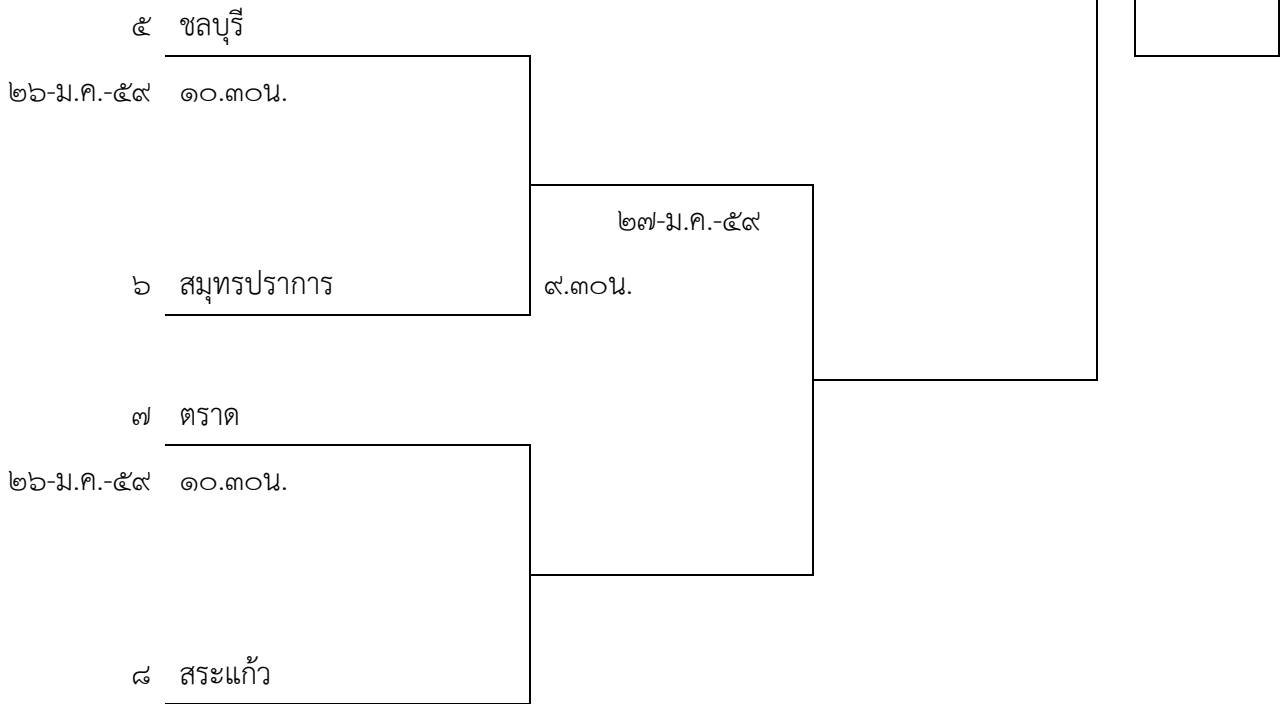 ๕ ชลบุรี
๒๖-ม.ค.-๕๙ ๑๐.๓๐น.
๒๗-ม.ค.-๕๙
๖ สมุทรปราการ ๙.๓๐น.
๗ ตราด
๒๖-ม.ค.-๕๙ ๑๐.๓๐น.
๘ สระแก้ว